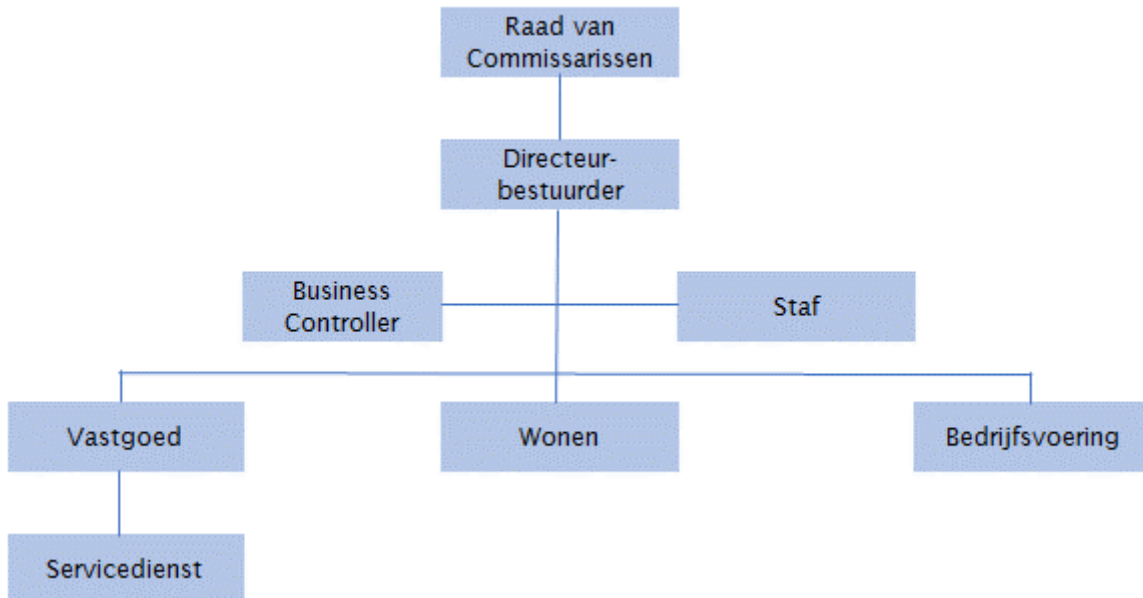 Raad van
Commissarissen
Directeur-
bestuurder
Business
Controller
Staf
Vastgoed
Wonen
Bedrijfsvoering
Servicedienst